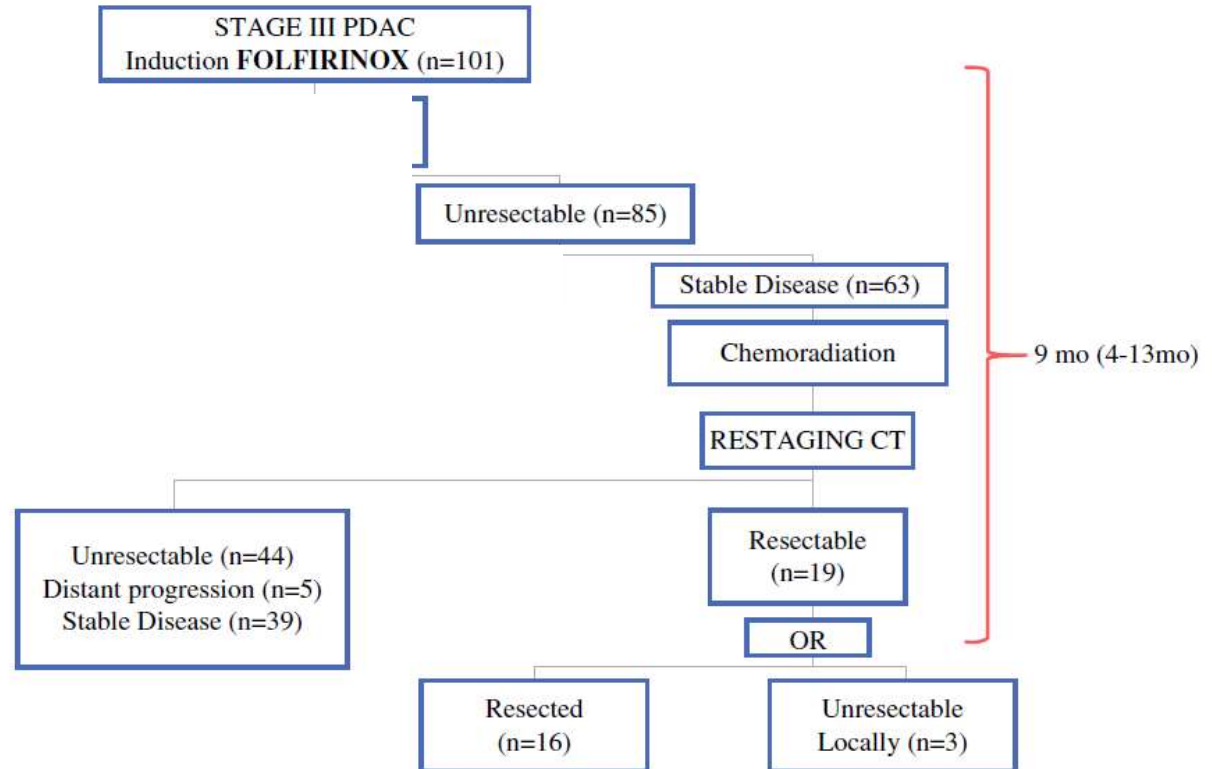 STAGE III PDAC
Induction FOLFIRINOX (n=101)
Unresectable (n=85)
Stable Disease (n=63)
Chemoradiation
9 mo (4-13mo)
RESTAGING CT
Unresectable (n=44)
Distant progression (n=5)
Stable Disease (n=39)
Resectable
(n=19)
OR
Resected
(n=16)
Unresectable
Locally (n=3)